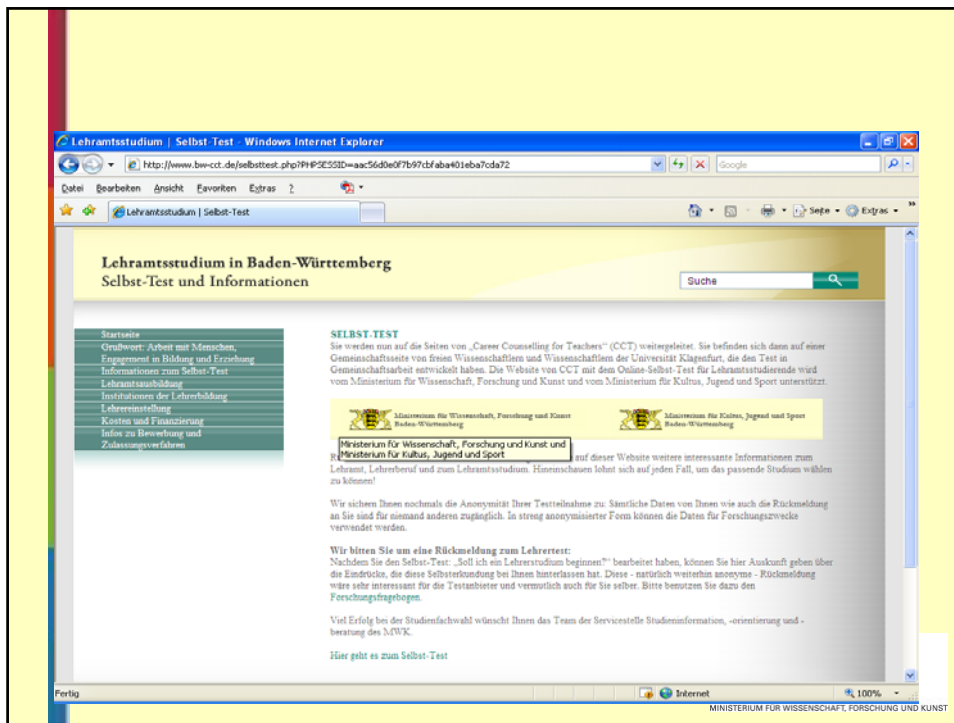 Lehramtsstudium | Selbst-Test - Windows Internet Explorer
http://www.bw-cct.de/selbsttest.php?PHPSESSID=aac56d0e0f7b97cbfaba401eba7cda72
Google
Datei Bearbeiten Ansicht Favoriten Extras ?
Lehramtsstudium | Selbst-Test
Seite Extras
Lehramtsstudium in Baden-Württemberg
Selbst-Test und Informationen
Suche
Startseite
Grußwort: Arbeit mit Menschen,
Engagement in Bildung und Erziehung
Informationen zum Selbst-Test
Lehramtsausbildung
Institutionen der Lehrerbildung
Lehrereinstellung
Kosten und Finanzierung
Infos zu Bewerbung und
Zulassungsverfahren
SELBST-TEST
Sie werden nun auf die Seiten von „Career Counselling for Teachers“ (CCT) weitergeleitet. Sie befinden sich dann auf einer
Gemeinschaftsseite von freien Wissenschaftlern und Wissenschaftlern der Universität Klagenfurt, die den Test in
Gemeinschaftsarbeit entwickelt haben. Die Website von CCT mit dem Online-Selbst-Test für Lehramtsstudierende wird
vom Ministerium für Wissenschaft, Forschung und Kunst und vom Ministerium für Kultus, Jugend und Sport unterstützt.
Ministerium für Wissenschaft, Forschung und Kunst
Baden-Württemberg
Ministerium für Kultus, Jugend und Sport
Baden-Württemberg
Ministerium für Wissenschaft, Forschung und Kunst und
Ministerium für Kultus, Jugend und Sport
auf dieser Website weitere interessante Informationen zum
Lehramt, Lehrerberuf und zum Lehramtsstudium. Hineinschauen lohnt sich auf jeden Fall, um das passende Studium wählen
zu können!
Wir sichern Ihnen nochmals die Anonymität Ihrer Testteilnahme zu: Sämtliche Daten von Ihnen wie auch die Rückmeldung
an Sie sind für niemand anderen zugänglich. In streng anonymisierter Form können die Daten für Forschungszwecke
verwendet werden.
Wir bitten Sie um eine Rückmeldung zum Lehrertest:
Nachdem Sie den Selbst-Test: „Soll ich ein Lehrerstudium beginnen?“ bearbeitet haben, können Sie hier Auskunft geben über
die Eindrücke, die diese Selbsterkundung bei Ihnen hinterlassen hat. Diese - natürlich weiterhin anonyme - Rückmeldung
wäre sehr interessant für die Testanbieter und vermutlich auch für Sie selber. Bitte benutzen Sie dazu den
Forschungsfragebogen.
Viel Erfolg bei der Studienfachwahl wünscht Ihnen das Team der Servicestelle Studieninformation, -orientierung und -
beratung des MWK.
Hier geht es zum Selbst-Test
Fertig
Internet
100%
MINISTERIUM FÜR WISSENSCHAFT, FORSCHUNG UND KUNST